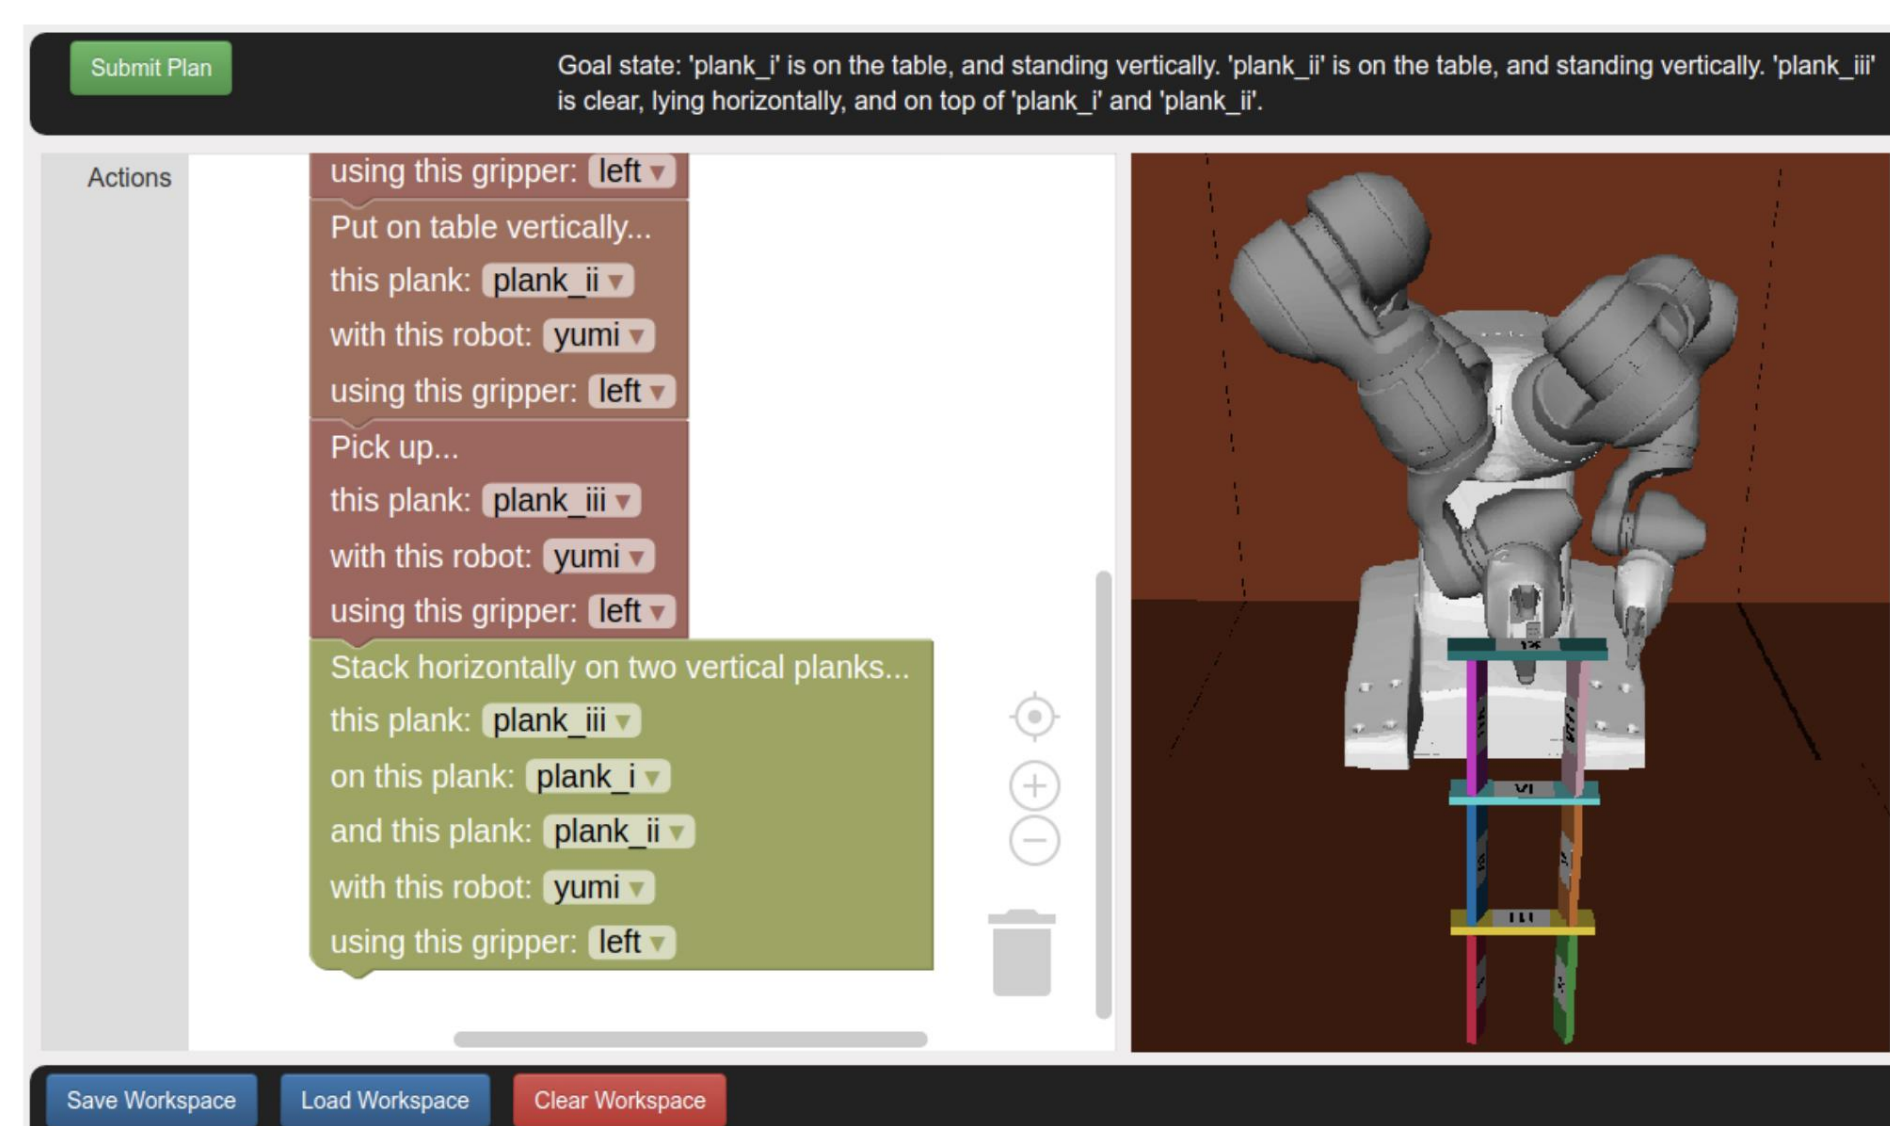 Submit Plan
Goal state: 'plank_i' is on the table, and standing vertically. 'plank_ii' is on the table, and standing vertically. 'plank_iii'
is clear, lying horizontally, and on top of 'plank_i' and 'plank_ii'.
Actions
using this gripper: left
Put on table vertically...
this plank: plank_ii
with this robot: yumi
using this gripper: left
Pick up...
this plank: plank_iii
with this robot: yumi
using this gripper: left
Stack horizontally on two vertical planks...
this plank: plank_iii
on this plank: plank_i
and this plank: plank_ii
with this robot: yumi
using this gripper: left
III
Save Workspace
Load Workspace
Clear Workspace